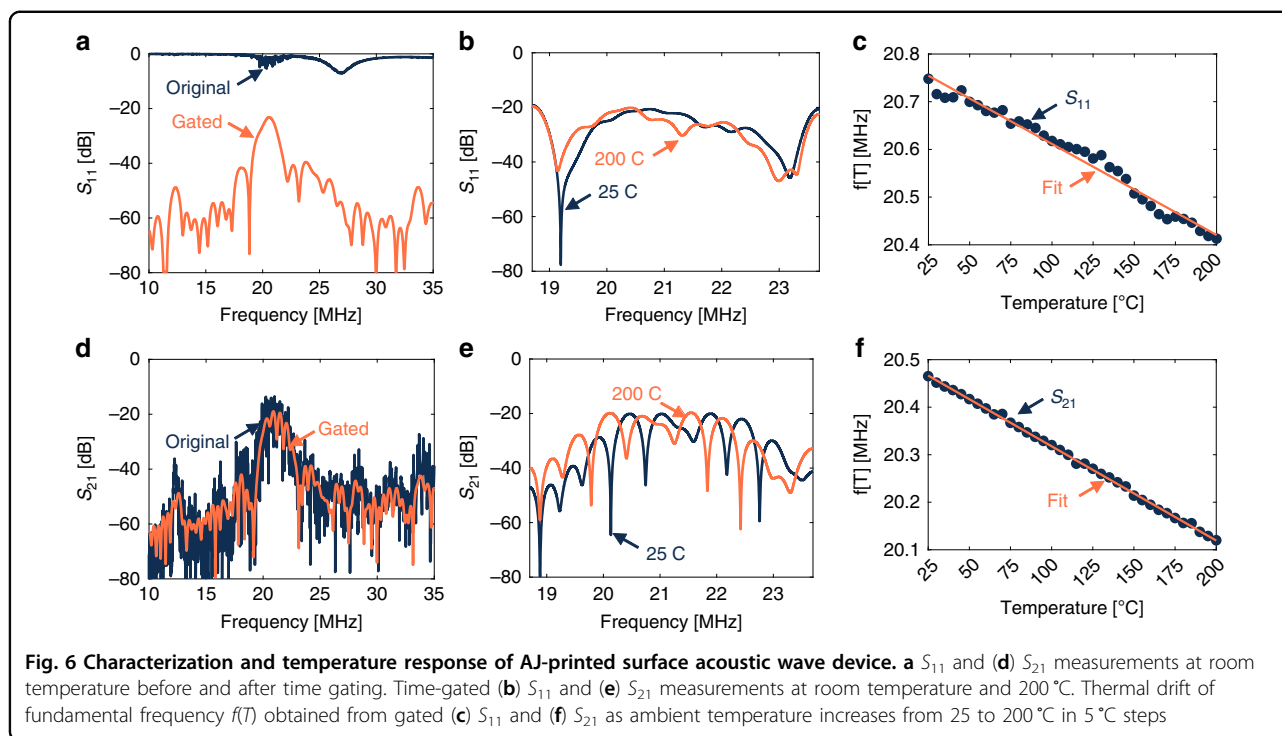 a
0
−20
−40
−60
−80
S11 [dB]
Original
Gated
10 15 20 25 30 35
Frequency [MHz]
b
0
−20
−40
−60
−80
S11 [dB]
200 C
25 C
19 20 21 22 23
Frequency [MHz]
c
20.8
20.7
20.6
20.5
20.4
f[T] [MHz]
S11
Fit
25 50 75 100 125 150 175 200
Temperature [°C]
d
0
−20
−40
−60
−80
S21 [dB]
Original
Gated
10 15 20 25 30 35
Frequency [MHz]
e
0
−20
−40
−60
−80
S21 [dB]
200 C
25 C
19 20 21 22 23
Frequency [MHz]
f
20.5
20.4
20.3
20.2
20.1
f[T] [MHz]
S21
Fit
25 50 75 100 125 150 175 200
Temperature [°C]
Fig. 6 Characterization and temperature response of AJ-printed surface acoustic wave device. a S11 and (d) S21 measurements at room
temperature before and after time gating. Time-gated (b) S11 and (e) S21 measurements at room temperature and 200 °C. Thermal drift of
fundamental frequency f(T) obtained from gated (c) S11 and (f) S21 as ambient temperature increases from 25 to 200 °C in 5 °C steps